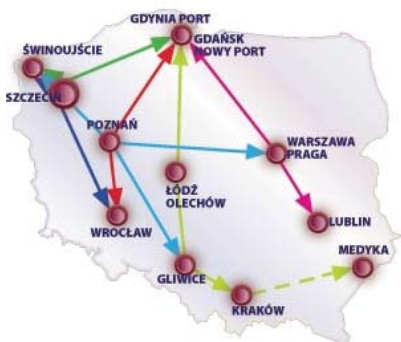 GDYNIA PORT
GDAŃSK
NOWY PORT
ŚWINOUJŚCIE
SZCZECIN
POZNAŃ
WARSZAWA
PRAGA
ŁÓDŹ
OLECHÓW
WROCŁAW
LUBLIN
MEDYKA
GLIWICE
KRAKÓW